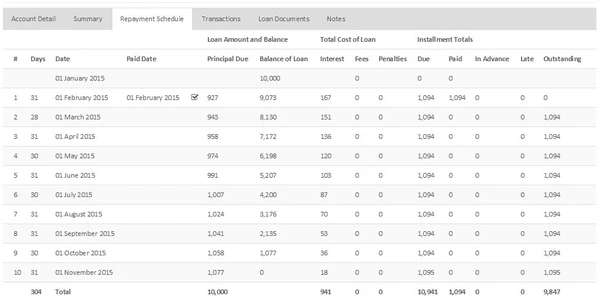 Account Detail Summary Repayment Schedule Transactions Loan Documents Notes
Loan Amount and Balance Total Cost of Loan Installment Totals
# Days Date Paid Date Principal Due Balance of Loan Interest Fees Penalties Due Paid In Advance Late Outstanding
01 January 2015 10,000 0 0 0
1 31 01 February 2015 01 February 2015 927 9,073 167 0 0 1,094 1,094 0 0 0
2 28 01 March 2015 943 8,130 151 0 0 1,094 0 0 0 1,094
3 31 01 April 2015 958 7,172 136 0 0 1,094 0 0 0 1,094
4 30 01 May 2015 974 6,198 120 0 0 1,094 0 0 0 1,094
5 31 01 June 2015 991 5,207 103 0 0 1,094 0 0 0 1,094
6 30 01 July 2015 1,007 4,200 87 0 0 1,094 0 0 0 1,094
7 31 01 August 2015 1,024 3,176 70 0 0 1,094 0 0 0 1,094
8 31 01 September 2015 1,041 2,135 53 0 0 1,094 0 0 0 1,094
9 30 01 October 2015 1,058 1,077 36 0 0 1,094 0 0 0 1,094
10 31 01 November 2015 1,077 0 18 0 0 1,095 0 0 0 1,095
304 Total 10,000 941 0 0 10,941 1,094 0 0 9,847